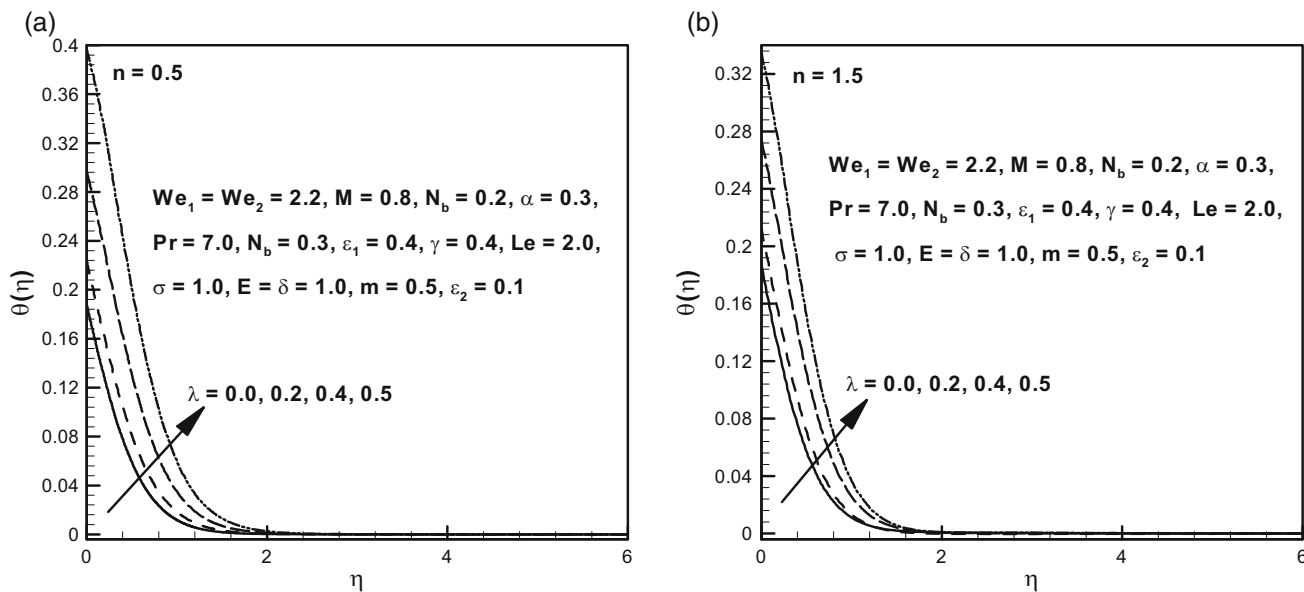 (a)
0.4
0.36
0.32
0.28
0.24
0.2
0.16
0.12
0.08
0.04
0
θ(η)
n = 0.5
We₁ = We₂ = 2.2, M = 0.8, N_b = 0.2, α = 0.3,
Pr = 7.0, N_b = 0.3, ε₁ = 0.4, γ = 0.4, Le = 2.0,
σ = 1.0, E = δ = 1.0, m = 0.5, ε₂ = 0.1
λ = 0.0, 0.2, 0.4, 0.5
0 2 4 6
η
(b)
0.32
0.28
0.24
0.2
0.16
0.12
0.08
0.04
0
θ(η)
n = 1.5
We₁ = We₂ = 2.2, M = 0.8, N_b = 0.2, α = 0.3,
Pr = 7.0, N_b = 0.3, ε₁ = 0.4, γ = 0.4, Le = 2.0,
σ = 1.0, E = δ = 1.0, m = 0.5, ε₂ = 0.1
λ = 0.0, 0.2, 0.4, 0.5
0 2 4 6
η